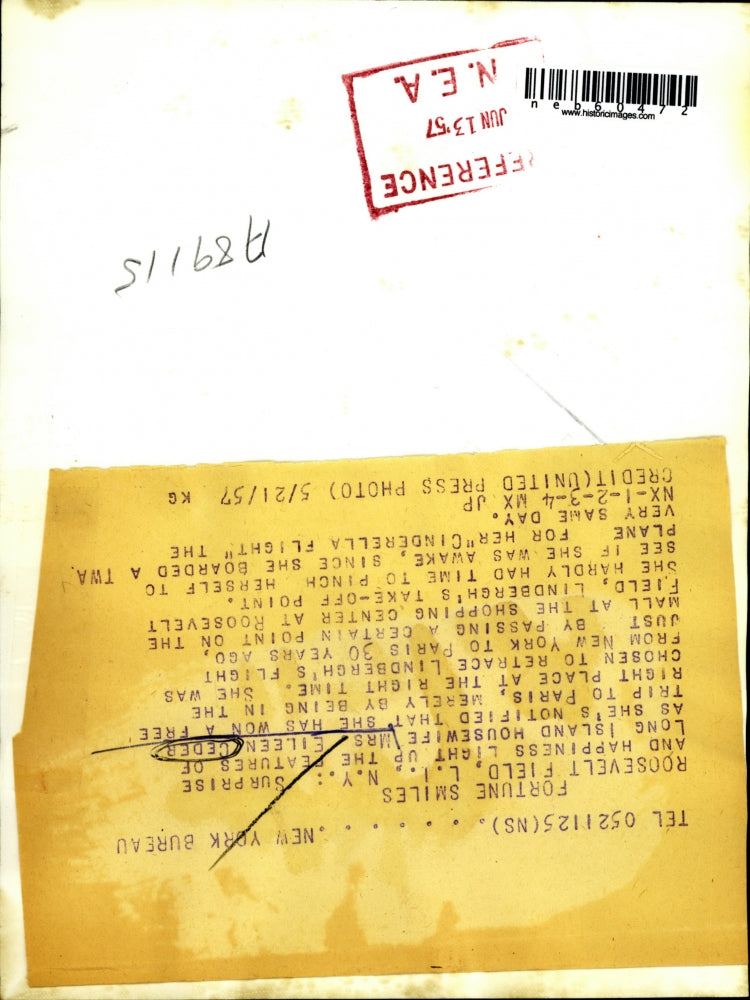 neb60472
www.historicimages.com
REFERENCE
JUN 13 '57
N.E.A.
A89115
TEL 0521125(NS). . . . . . .NEW YORK BUREAU
FORTUNE SMILES
ROOSEVELT FIELD, L.I., N.Y.: SURPRISE
AND HAPPINESS LIGHT UP THE FEATURES OF
LONG ISLAND HOUSEWIFE MRS EILEEN CEDER
AS SHE'S NOTIFIED THAT SHE HAS WON A FREE
TRIP TO PARIS, MERELY BY BEING IN THE
RIGHT PLACE AT THE RIGHT TIME. SHE WAS
CHOSEN TO RETRACE LINDBERGH'S FLIGHT
FROM NEW YORK TO PARIS 30 YEARS AGO,
JUST BY PASSING A CERTAIN POINT ON THE
MALL AT THE SHOPPING CENTER AT ROOSEVELT
FIELD, LINDBERGH'S TAKE-OFF POINT.
SHE HARDLY HAD TIME TO PINCH HERSELF TO
SEE IF SHE WAS AWAKE, SINCE SHE BOARDED A TWA.
PLANE FOR HER"CINDERELLA FLIGHT" THE
VERY SAME DAY.
NX-1-2-3-4 MX JP
CREDIT(UNITED PRESS PHOTO) 5/21/57 KG